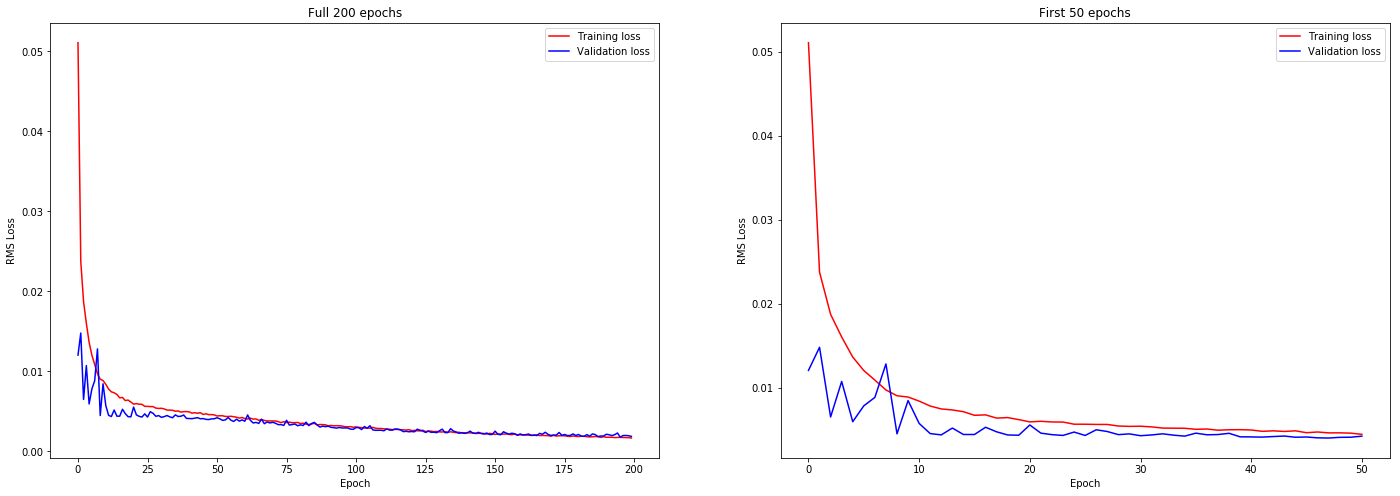 Full 200 epochs
Training loss
Validation loss
0.05
0.04
0.03
0.02
0.01
0.00
RMS Loss
0 25 50 75 100 125 150 175 200
Epoch
First 50 epochs
Training loss
Validation loss
0.05
0.04
0.03
0.02
0.01
RMS Loss
0 10 20 30 40 50
Epoch